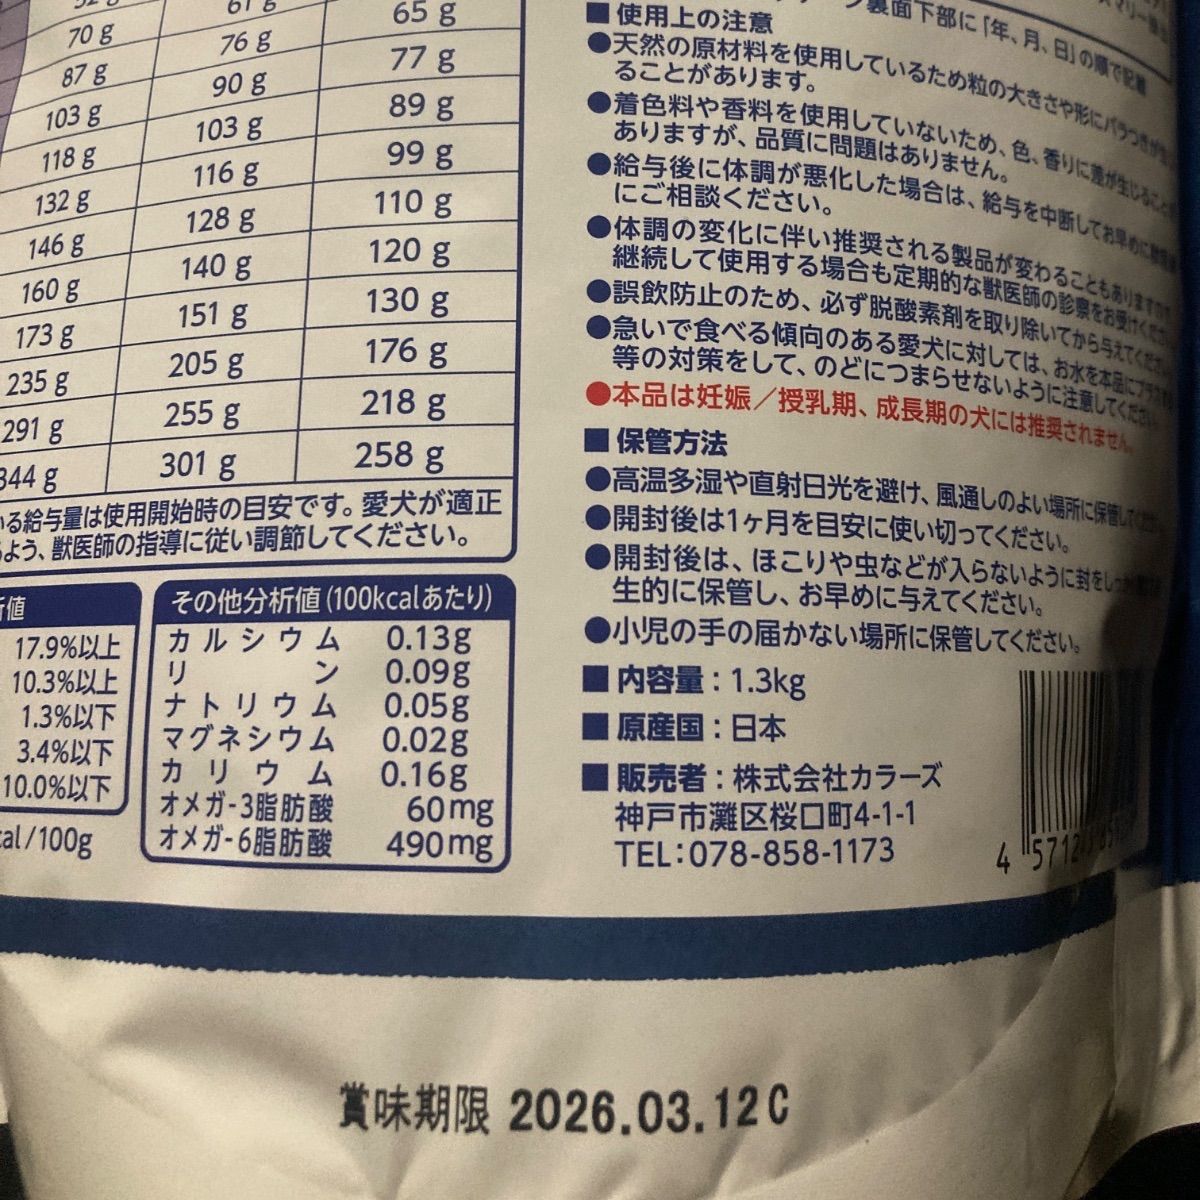 70 g 76 g 65 g
87 g 90 g 77 g
103 g 103 g 89 g
118 g 116 g 99 g
132 g 128 g 110 g
146 g 140 g 120 g
160 g 151 g 130 g
173 g 205 g 176 g
235 g 255 g 218 g
291 g 301 g 258 g
344 g
る給与量は使用開始時の目安です。愛犬が適正
よう、獣医師の指導に従い調節してください。
値
17.9%以上
10.3%以上
1.3%以下
3.4%以下
10.0%以下
cal/100g
その他分析値(100kcalあたり)
カルシウム 0.13g
リン 0.09g
ナトリウム 0.05g
マグネシウム 0.02g
カリウム 0.16g
オメガ-3脂肪酸 60mg
オメガ-6脂肪酸 490mg
裏面下部に「年、月、日」の順で記載
■使用上の注意
●天然の原材料を使用しているため粒の大きさや形にバラつきが
ることがあります。
●着色料や香料を使用していないため、色、香りに差が生じること
ありますが、品質に問題はありません。
●給与後に体調が悪化した場合は、給与を中断してお早めに
にご相談ください。
●体調の変化に伴い推奨される製品が変わることもあります
継続して使用する場合も定期的な獣医師の診察をお受けください
●誤飲防止のため、必ず脱酸素剤を取り除いてから与えてください
●急いで食べる傾向のある愛犬に対しては、お水を本品にプラス
等の対策をして、のどにつまらせないように注意してください
●本品は妊娠／授乳期、成長期の犬には推奨されません。
■保管方法
●高温多湿や直射日光を避け、風通しのよい場所に保管して
●開封後は1ヶ月を目安に使い切ってください。
●開封後は、ほこりや虫などが入らないように封をしっ
生的に保管し、お早めに与えてください。
●小児の手の届かない場所に保管してください。
■内容量：1.3kg
■原産国：日本
■販売者：株式会社カラーズ
神戸市灘区桜口町4-1-1
TEL：078-858-1173
4 5712
賞味期限 2026.03.12C